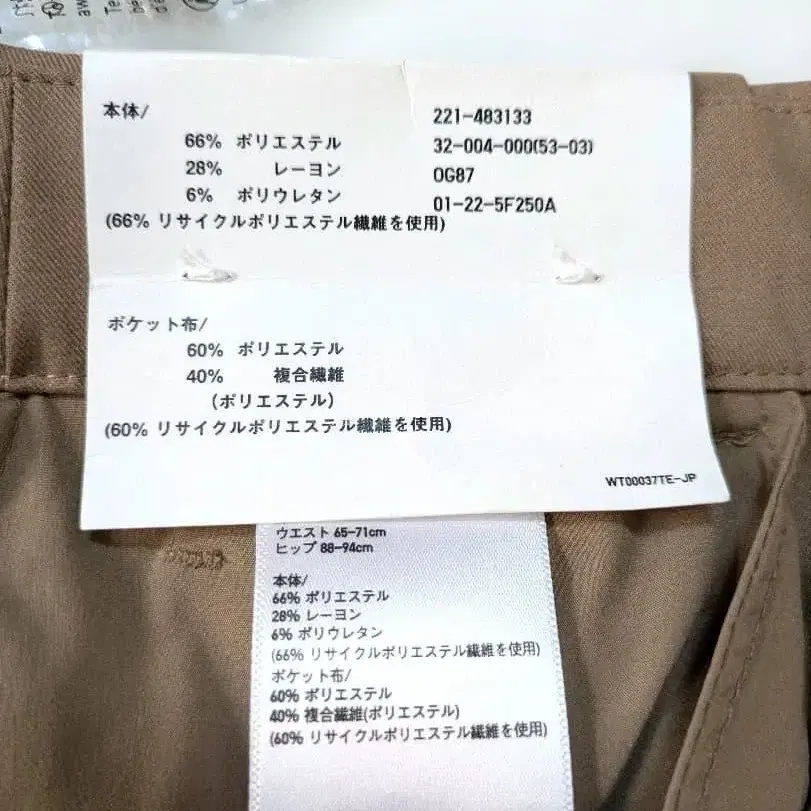 本体/
66% ポリエステル
28% レーヨン
6% ポリウレタン
(66% リサイクルポリエステル繊維を使用)
221-483133
32-004-000(53-03)
OG87
01-22-5F250A
ポケット布/
60% ポリエステル
40% 複合繊維
(ポリエステル)
(60% リサイクルポリエステル繊維を使用)
WT00037TE-JP
ウエスト 65-71cm
ヒップ 88-94cm
本体/
66% ポリエステル
28% レーヨン
6% ポリウレタン
(66% リサイクルポリエステル繊維を使用)
ポケット布/
60% ポリエステル
40% 複合繊維(ポリエステル)
(60% リサイクルポリエステル繊維を使用)